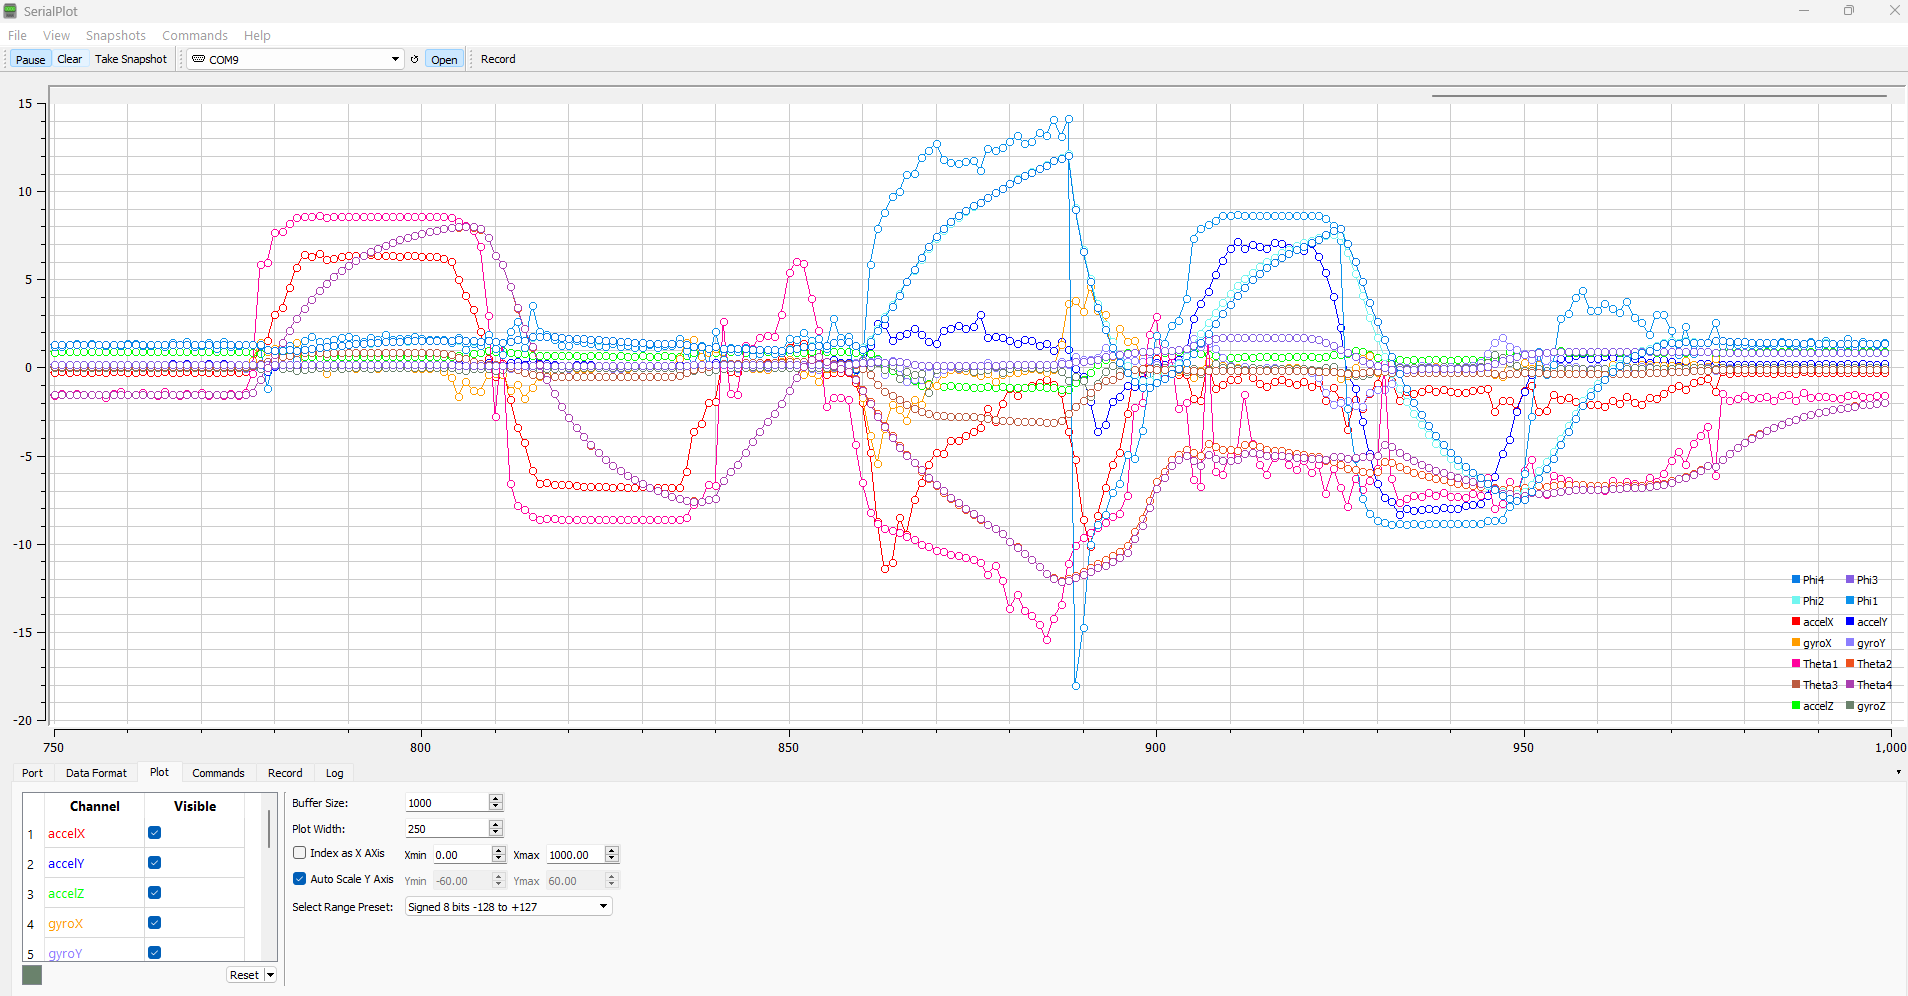 SerialPlot
File View Snapshots Commands Help
Pause Clear Take Snapshot COM9 Open Record
15
10
5
0
-5
-10
-15
-20
750 800 850 900 950 1,000
Phi4 Phi3
Phi2 Phi1
accelX accelY
gyroX gyroY
Theta1 Theta2
Theta3 Theta4
accelZ gyroZ
Port Data Format Plot Commands Record Log
Channel Visible
1 accelX
2 accelY
3 accelZ
4 gyroX
5 gyroY
Reset
Buffer Size: 1000
Plot Width: 250
Index as X AXis Xmin 0.00 Xmax 1000.00
Auto Scale Y Axis Ymin -60.00 Ymax 60.00
Select Range Preset: Signed 8 bits -128 to +127